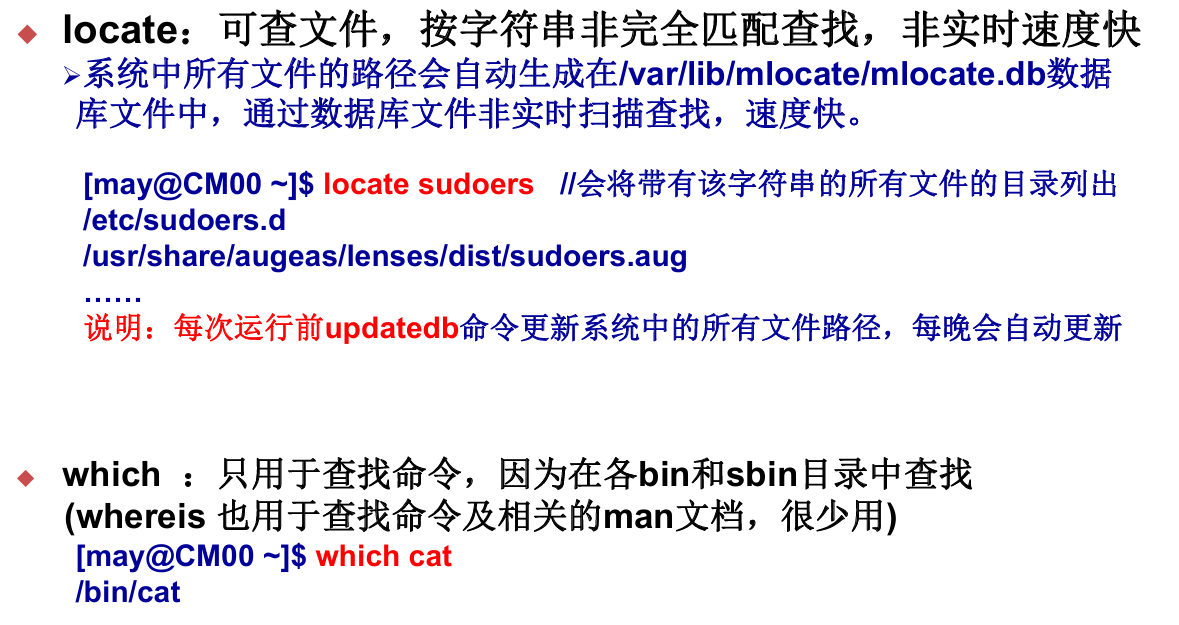 ◆ locate：可查文件，按字符串非完全匹配查找，非实时速度快
➢系统中所有文件的路径会自动生成在/var/lib/mlocate/mlocate.db数据
库文件中，通过数据库文件非实时扫描查找，速度快。
[may@CM00 ~]$ locate sudoers //会将带有该字符串的所有文件的目录列出
/etc/sudoers.d
/usr/share/augeas/lenses/dist/sudoers.aug
……
说明：每次运行前updatedb命令更新系统中的所有文件路径，每晚会自动更新
◆ which ：只用于查找命令，因为在各bin和sbin目录中查找
(whereis 也用于查找命令及相关的man文档，很少用)
[may@CM00 ~]$ which cat
/bin/cat